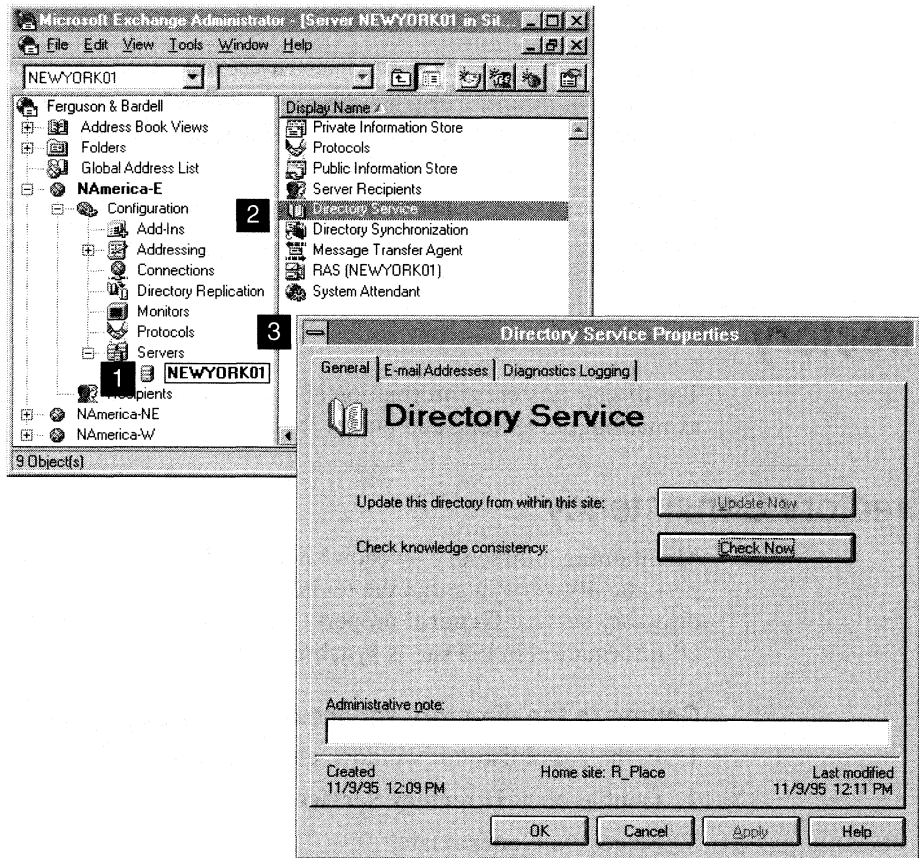 Microsoft Exchange Administrator - [Server NEWYORK01 in Sit...
File Edit View Tools Window Help
NEWYORK01
Ferguson & Bardell
Address Book Views
Folders
Global Address List
NAmerica-E
Configuration
Add-Ins
Addressing
Connections
Directory Replication
Monitors
Protocols
Servers
1 NEWYORK01
Recipients
NAmerica-NE
NAmerica-W
9 Object(s)
Display Name
Private Information Store
Protocols
Public Information Store
Server Recipients
2 Directory Service
Directory Synchronization
Message Transfer Agent
RAS (NEWYORK01)
System Attendant
3 Directory Service Properties
General E-mail Addresses Diagnostics Logging
Directory Service
Update this directory from within this site: Update Now
Check knowledge consistency: Check Now
Administrative note:
Created Home site: R_Place Last modified
11/9/95 12:09 PM 11/9/95 12:11 PM
OK Cancel Apply Help